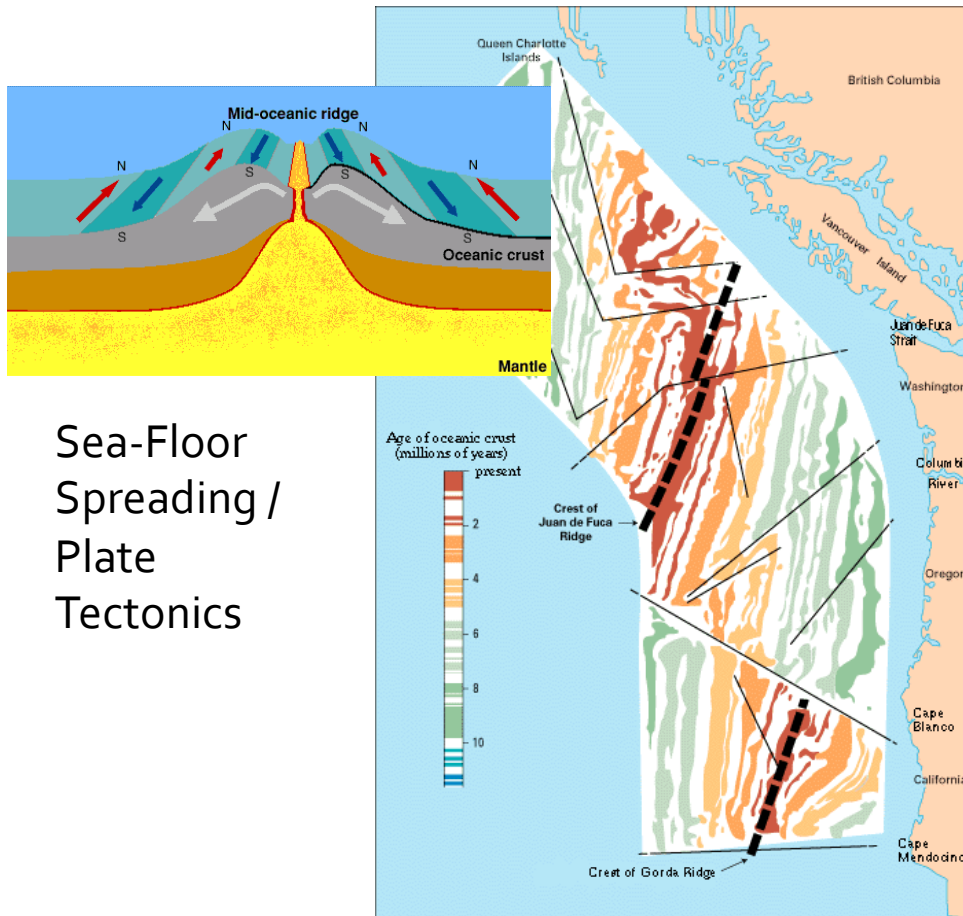 Mid-oceanic ridge
N
N
N
N
S
S
S
S
Oceanic crust
Mantle
Sea-Floor
Spreading /
Plate
Tectonics
Queen Charlotte
Islands
British Columbia
Vancouver Island
Juan de Fuca
Strait
Washington
Columbi
River
Oregon
Cape
Blanco
California
Cape
Mendocino
Age of oceanic crust
(millions of years)
present
2
4
6
8
10
Crest of
Juan de Fuca
Ridge
Crest of Gorda Ridge